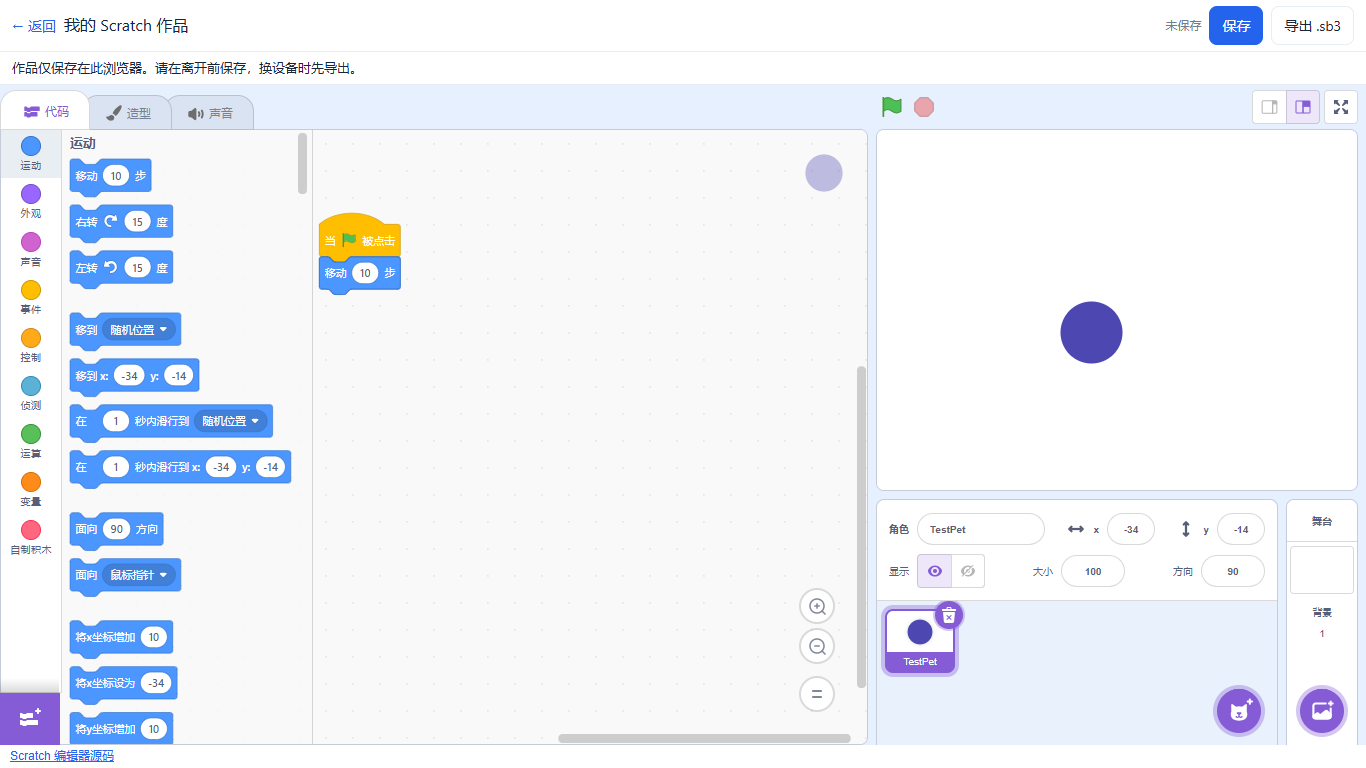 ← 返回 我的 Scratch 作品
未保存 保存 导出 .sb3
作品仅保存在此浏览器。请在离开前保存，换设备时先导出。
代码 造型 声音
运动
外观
声音
事件
控制
侦测
运算
变量
自制积木
运动
移动 10 步
右转 15 度
左转 15 度
移到 随机位置
移到 x: -34 y: -14
在 1 秒内滑行到 随机位置
在 1 秒内滑行到 x: -34 y: -14
面向 90 方向
面向 鼠标指针
将x坐标增加 10
将x坐标设为 -34
将y坐标增加 10
当 被点击
移动 10 步
角色 TestPet x -34 y -14
显示 大小 100 方向 90
TestPet
舞台
背景
1
Scratch 编辑器源码